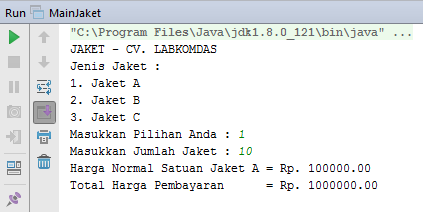 Run MainJaket
"C:\Program Files\Java\jdk1.8.0_121\bin\java" ...
JAKET - CV. LABKOMDAS
Jenis Jaket :
1. Jaket A
2. Jaket B
3. Jaket C
Masukkan Pilihan Anda : 1
Masukkan Jumlah Jaket : 10
Harga Normal Satuan Jaket A = Rp. 100000.00
Total Harga Pembayaran      = Rp. 1000000.00